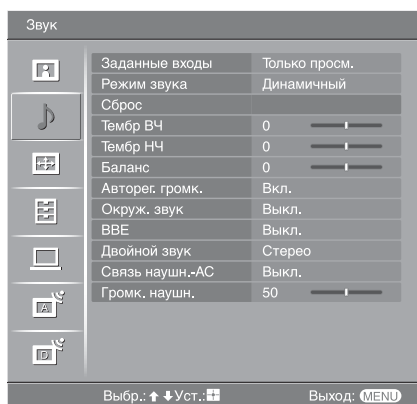 Звук
Заданные входы Только просм.
Режим звука Динамичный
Сброс
Тембр ВЧ 0
Тембр НЧ 0
Баланс 0
Авторег. громк. Вкл.
Окруж. звук Выкл.
BBE Выкл.
Двойной звук Стерео
Связь наушн.-АС Выкл.
Громк. наушн. 50
A
D
Выбр.: Уст.: Выход: MENU